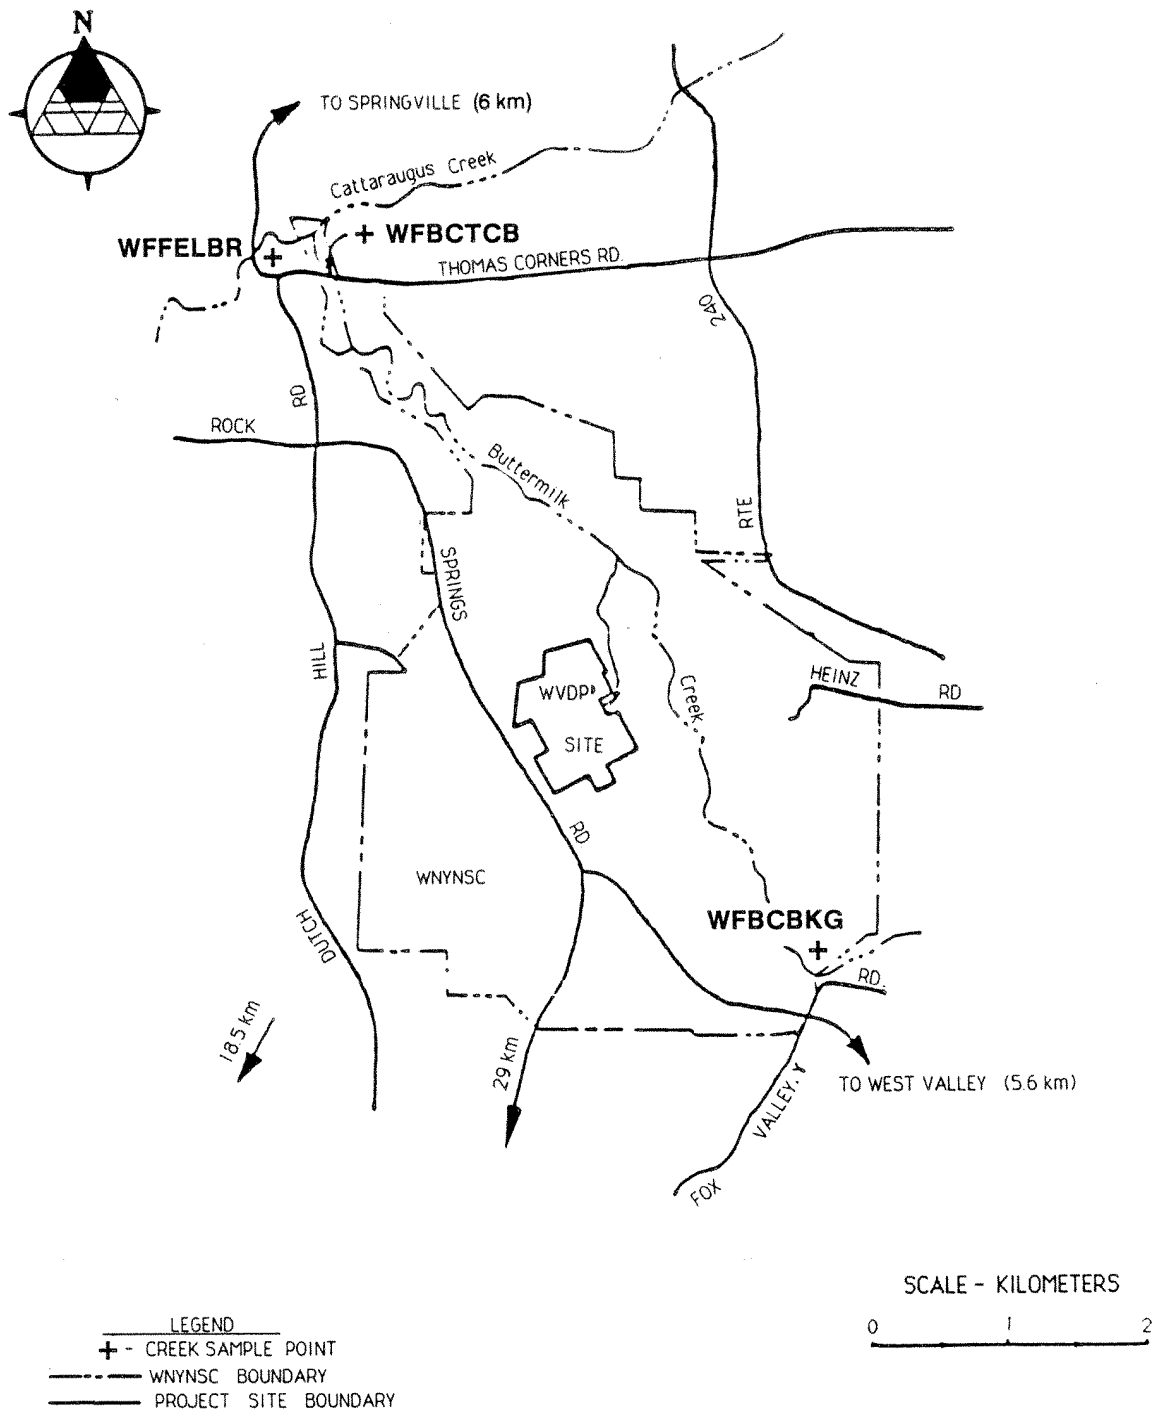 N
TO SPRINGVILLE (6 km)
Cattaraugus Creek
WFFELBR
WFBCTCB
THOMAS CORNERS RD.
240
RD
ROCK
Buttermilk
RTE
SPRINGS
HILL
WVDP
SITE
Creek
HEINZ
RD
RD.
WNYNSC
DUTCH
WFBCBKG
RD.
18.5 km
29 km
VALLEY
TO WEST VALLEY (5.6 km)
FOX
SCALE - KILOMETERS
0 1 2
LEGEND
+ - CREEK SAMPLE POINT
WNYNSC BOUNDARY
PROJECT SITE BOUNDARY